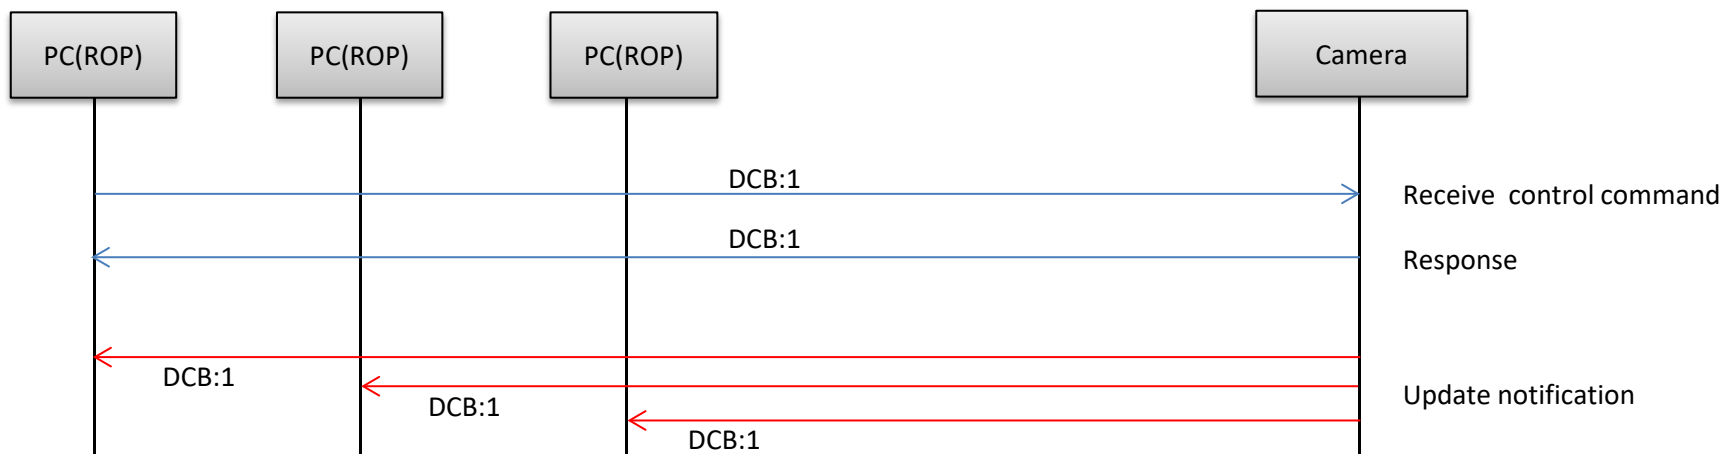 PC(ROP)
PC(ROP)
PC(ROP)
Camera
DCB:1
Receive  control command
DCB:1
Response
DCB:1
DCB:1
Update notification
DCB:1